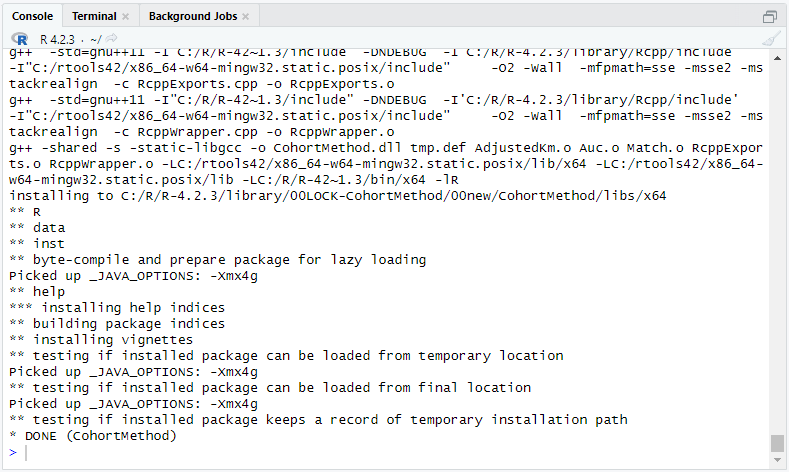 Console Terminal × Background Jobs ×
R 4.2.3 · ~/
g++ -std=gnu++11 -I"C:/R/R-42~1.3/include" -DNDEBUG -I'C:/R/R-4.2.3/library/Rcpp/include'
-I"C:/rtools42/x86_64-w64-mingw32.static.posix/include" -O2 -Wall -mfpmath=sse -msse2 -ms
tackrealign -c RcppExports.cpp -o RcppExports.o
g++ -std=gnu++11 -I"C:/R/R-42~1.3/include" -DNDEBUG -I'C:/R/R-4.2.3/library/Rcpp/include'
-I"C:/rtools42/x86_64-w64-mingw32.static.posix/include" -O2 -Wall -mfpmath=sse -msse2 -ms
tackrealign -c RcppWrapper.cpp -o RcppWrapper.o
g++ -shared -s -static-libgcc -o CohortMethod.dll tmp.def AdjustedKm.o Auc.o Match.o RcppExpor
ts.o RcppWrapper.o -LC:/rtools42/x86_64-w64-mingw32.static.posix/lib/x64 -LC:/rtools42/x86_64-
w64-mingw32.static.posix/lib -LC:/R/R-42~1.3/bin/x64 -lR
installing to C:/R/R-4.2.3/library/00LOCK-CohortMethod/00new/CohortMethod/libs/x64
** R
** data
** inst
** byte-compile and prepare package for lazy loading
Picked up _JAVA_OPTIONS: -Xmx4g
** help
*** installing help indices
** building package indices
** installing vignettes
** testing if installed package can be loaded from temporary location
Picked up _JAVA_OPTIONS: -Xmx4g
** testing if installed package can be loaded from final location
Picked up _JAVA_OPTIONS: -Xmx4g
** testing if installed package keeps a record of temporary installation path
* DONE (CohortMethod)
>